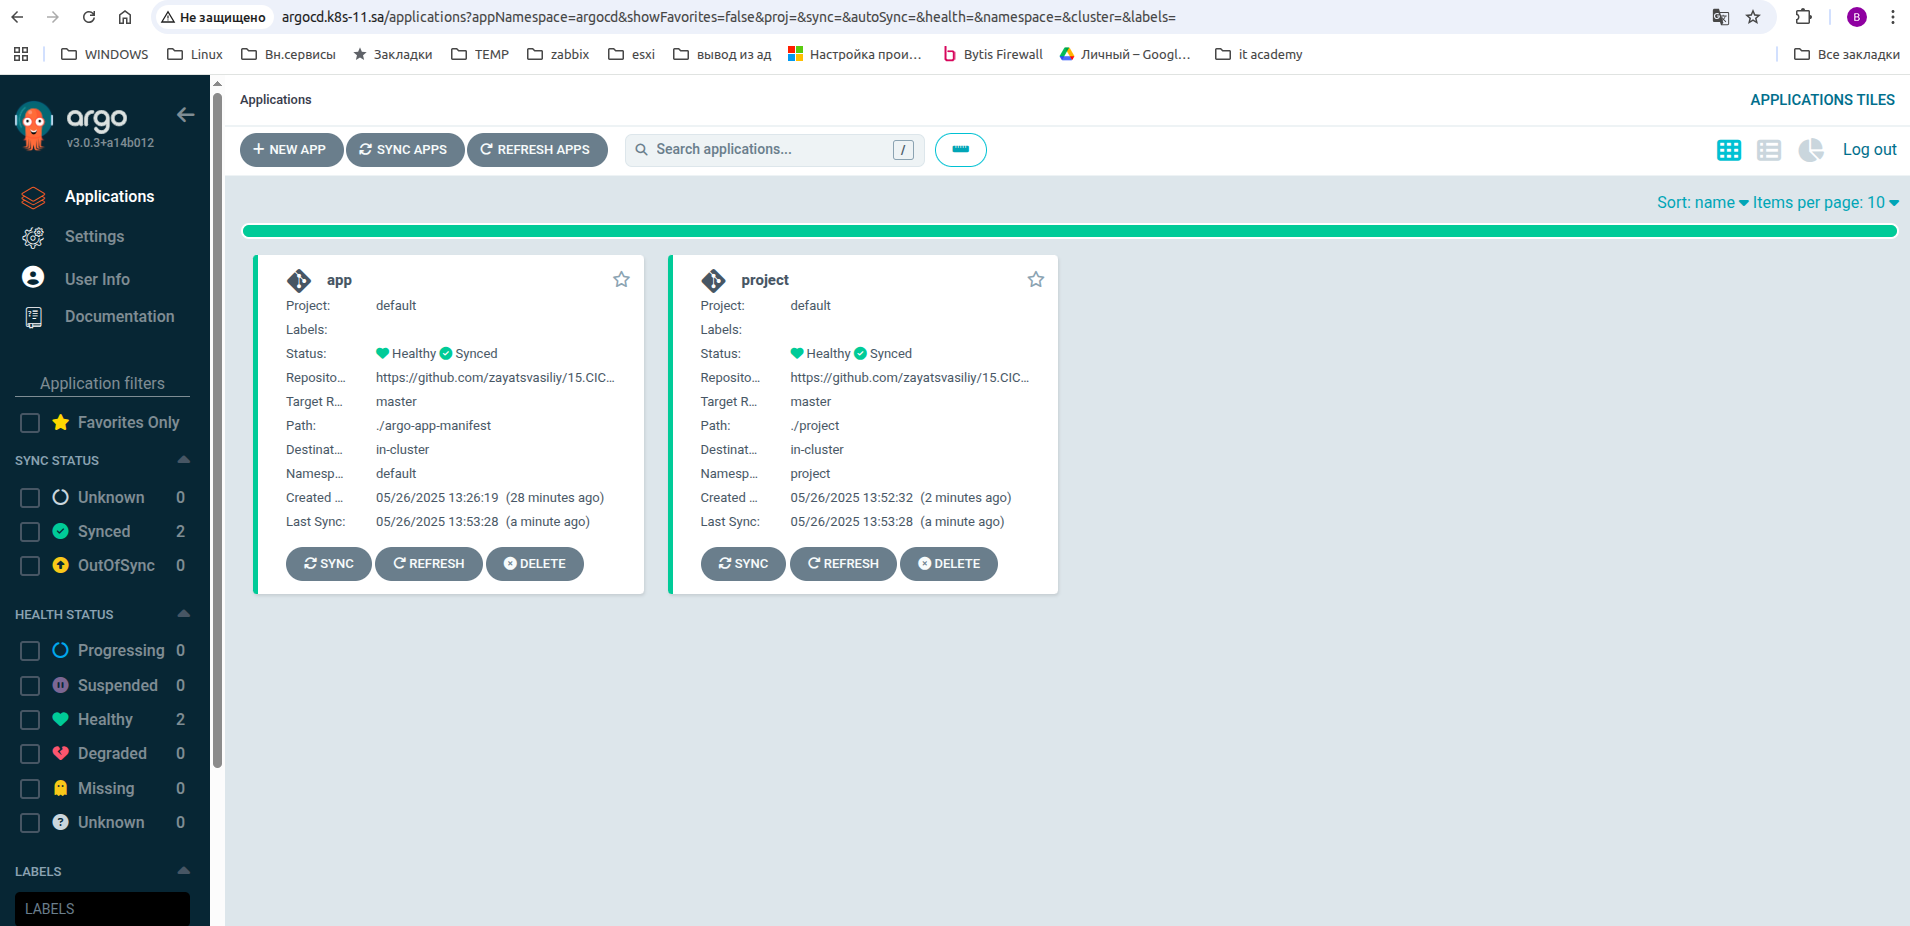 Не защищено argocd.k8s-11.sa/applications?appNamespace=argocd&showFavorites=false&proj=&sync=&autoSync=&health=&namespace=&cluster=&labels= B
WINDOWS Linux Вн.сервисы Закладки TEMP zabbix esxi вывод из ад Настройка прои... Bytis Firewall Личный – Googl... it academy Все закладки
argo
v3.0.3+a14b012
Applications
Settings
User Info
Documentation
Application filters
Favorites Only
SYNC STATUS
Unknown 0
Synced 2
OutOfSync 0
HEALTH STATUS
Progressing 0
Suspended 0
Healthy 2
Degraded 0
Missing 0
Unknown 0
LABELS
LABELS
Applications APPLICATIONS TILES
+ NEW APP SYNC APPS REFRESH APPS Search applications... / Log out
Sort: name Items per page: 10
app
Project: default
Labels:
Status: Healthy Synced
Reposito... https://github.com/zayatsvasiliy/15.CIC...
Target R... master
Path: ./argo-app-manifest
Destinat... in-cluster
Namesp... default
Created ... 05/26/2025 13:26:19 (28 minutes ago)
Last Sync: 05/26/2025 13:53:28 (a minute ago)
SYNC REFRESH DELETE
project
Project: default
Labels:
Status: Healthy Synced
Reposito... https://github.com/zayatsvasiliy/15.CIC...
Target R... master
Path: ./project
Destinat... in-cluster
Namesp... project
Created ... 05/26/2025 13:52:32 (2 minutes ago)
Last Sync: 05/26/2025 13:53:28 (a minute ago)
SYNC REFRESH DELETE